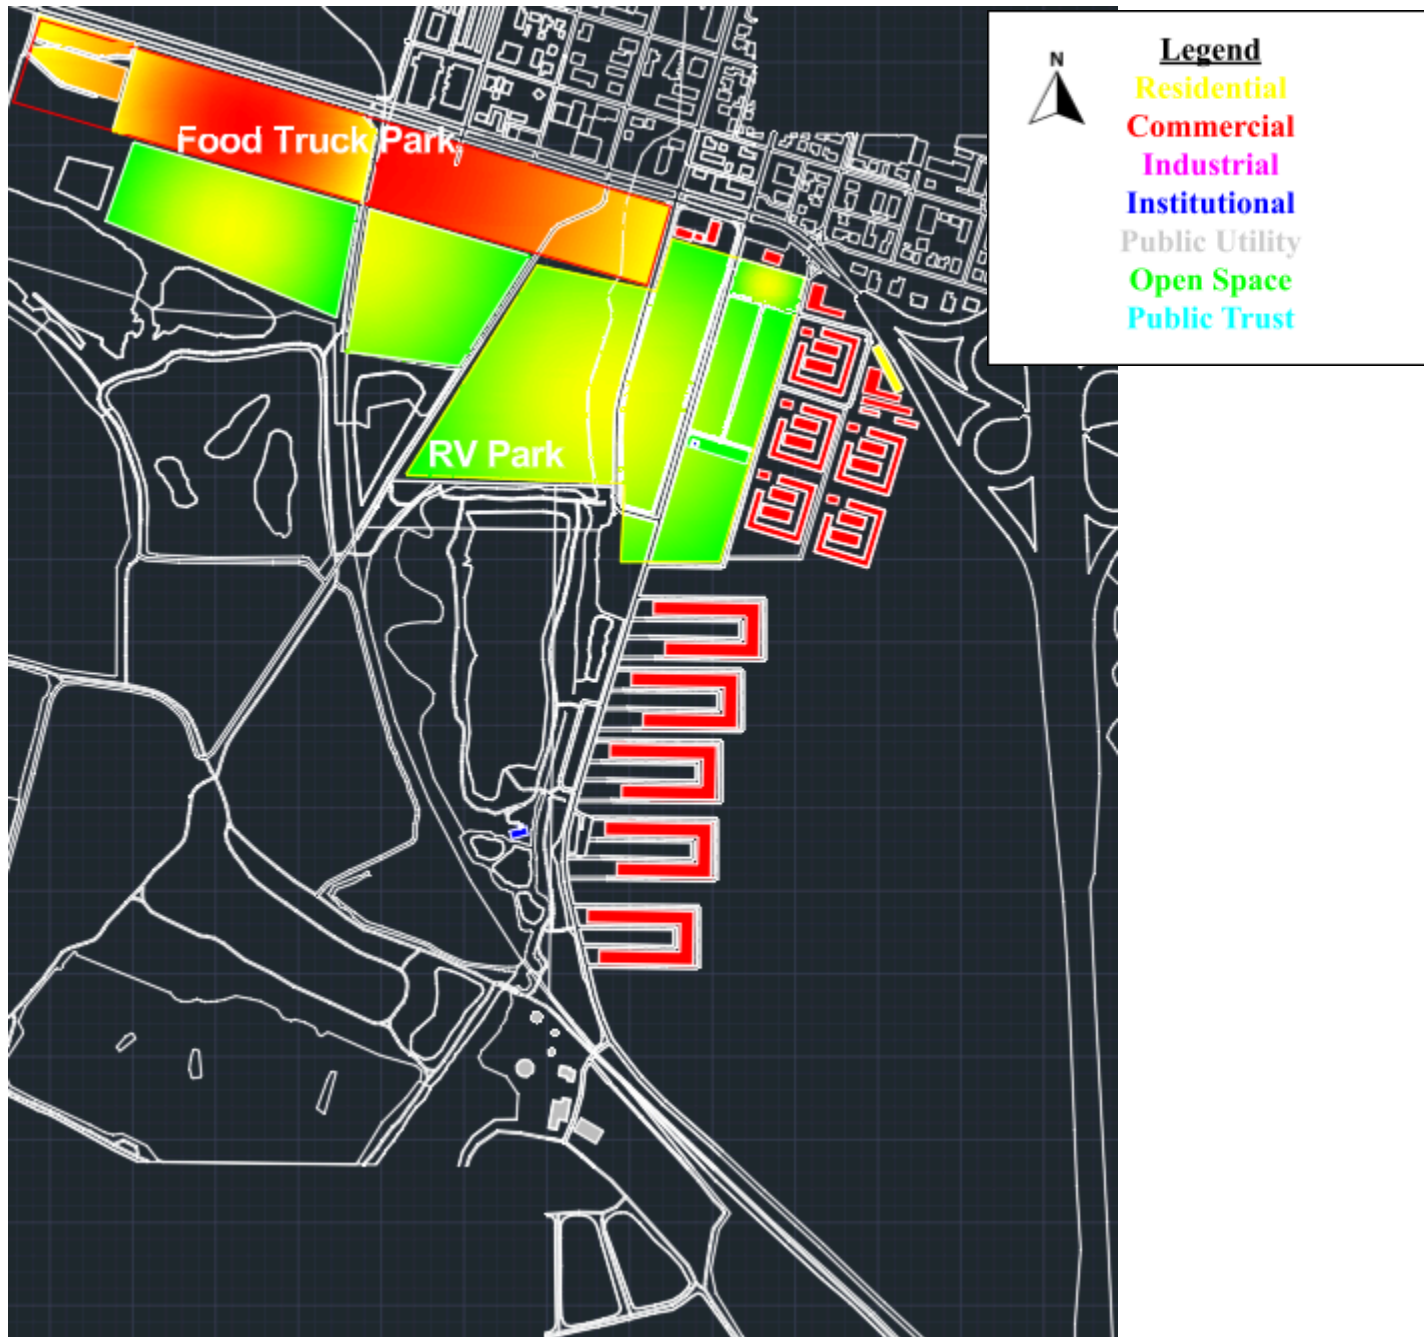 Food Truck Park
RV Park
N
Legend
Residential
Commercial
Industrial
Institutional
Public Utility
Open Space
Public Trust